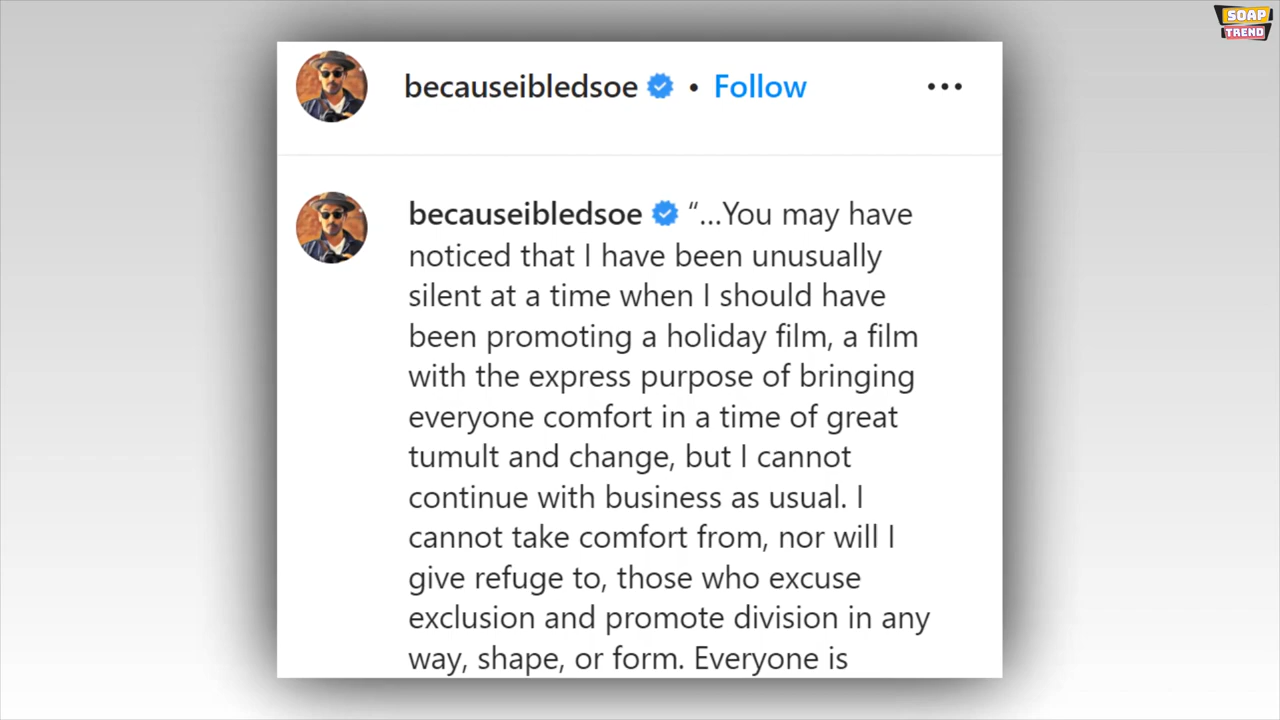 SOAP
TREND
becauseibledsoe • Follow
becauseibledsoe “...You may have
noticed that I have been unusually
silent at a time when I should have
been promoting a holiday film, a film
with the express purpose of bringing
everyone comfort in a time of great
tumult and change, but I cannot
continue with business as usual. I
cannot take comfort from, nor will I
give refuge to, those who excuse
exclusion and promote division in any
way, shape, or form. Everyone is